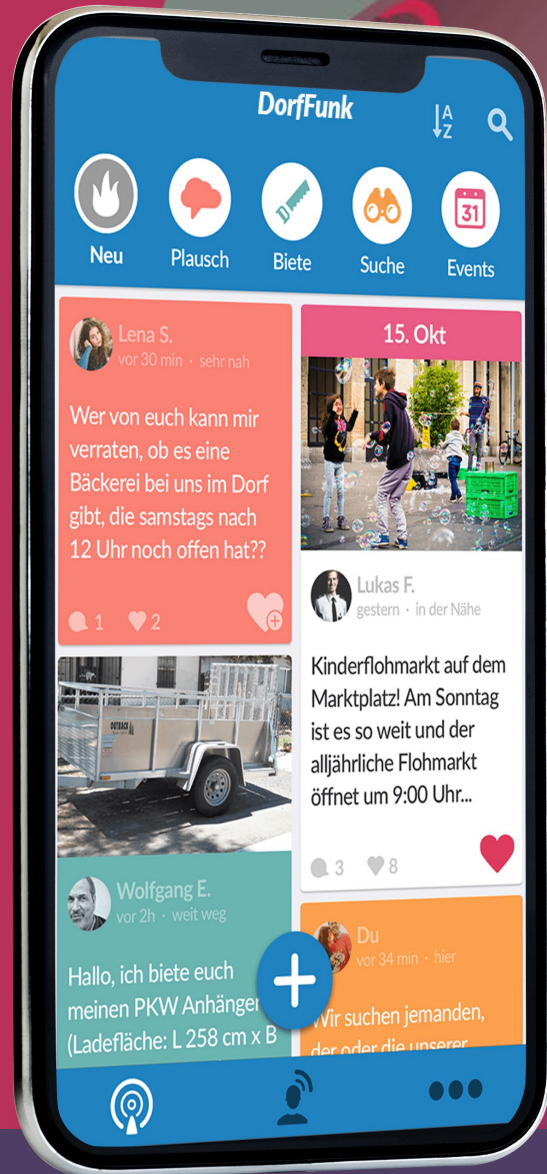 DorfFunk
A
Z
Neu
Plausch
Biete
Suche
31
Events
Lena S.
vor 30 min · sehr nah
Wer von euch kann mir
verraten, ob es eine
Bäckerei bei uns im Dorf
gibt, die samstags nach
12 Uhr noch offen hat??
1
2
OUTBACK
Wolfgang E.
vor 2h · weit weg
Hallo, ich biete euch
meinen PKW Anhänger
(Ladefläche: L 258 cm x B
15. Okt
Lukas F.
gestern · in der Nähe
Kinderflohmarkt auf dem
Marktplatz! Am Sonntag
ist es so weit und der
alljährliche Flohmarkt
öffnet um 9:00 Uhr...
3
8
Du
vor 34 min · hier
Wir suchen jemanden,
der oder die unserer